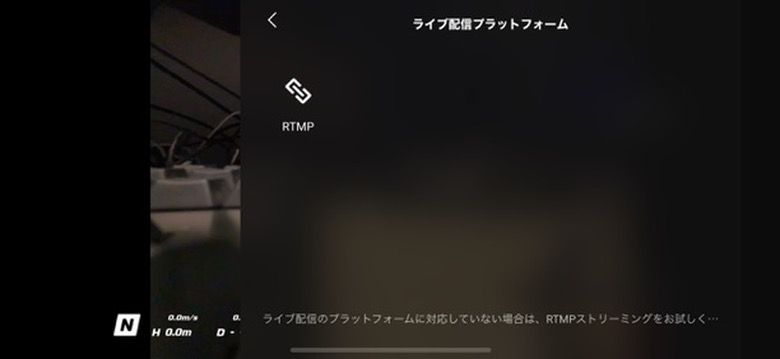 ライブ配信プラットフォーム
RTMP
ライブ配信のプラットフォームに対応していない場合は、RTMPストリーミングをお試しく…
0.0m/s 0.
N H 0.0m D -